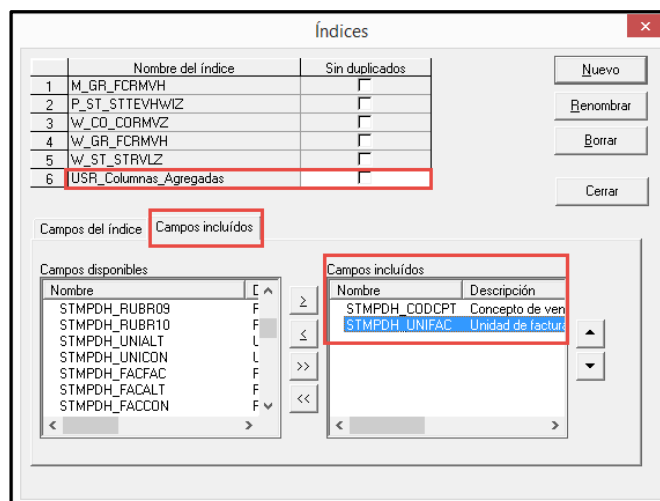 Índices
Nombre del índice Sin duplicados
1 M_GR_FCRMVH
2 P_ST_STTEVHWIZ
3 W_CO_CORMVZ
4 W_GR_FCRMVH
5 W_ST_STRVLZ
6 USR_Columnas_Agregadas
Nuevo
Renombrar
Borrar
Cerrar
Campos del índice Campos incluídos
Campos disponibles
Nombre
STMPDH_RUBR09 F
STMPDH_RUBR10 F
STMPDH_UNIALT U
STMPDH_UNICON U
STMPDH_FACFAC F
STMPDH_FACALT F
STMPDH_FACCON F
≥
≤
>>
<<
Campos incluídos
Nombre Descripción
STMPDH_CODCPT Concepto de ven
STMPDH_UNIFAC Unidad de factura